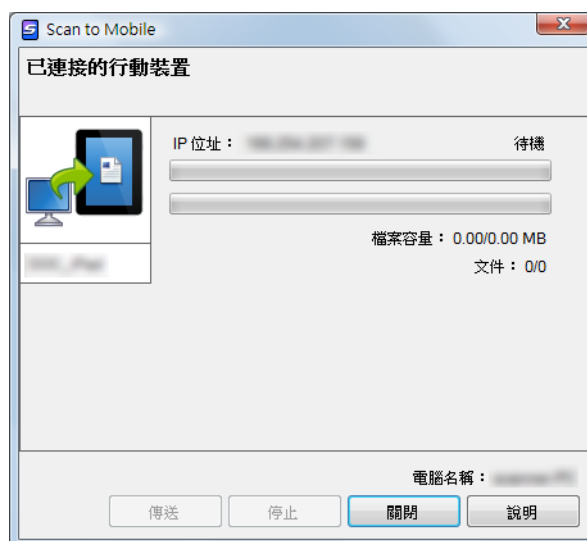 Scan to Mobile
已連接的行動裝置
IP 位址： 待機
檔案容量： 0.00/0.00 MB
文件： 0/0
電腦名稱：
傳送 停止 關閉 說明